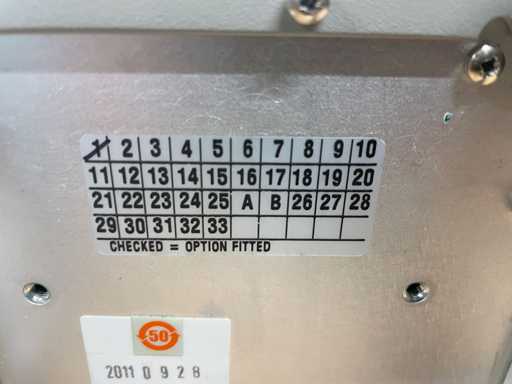 1 2 3 4 5 6 7 8 9 10
11 12 13 14 15 16 17 18 19 20
21 22 23 24 25 A B 26 27 28
29 30 31 32 33
CHECKED = OPTION FITTED
50
2011 0 9 2 8